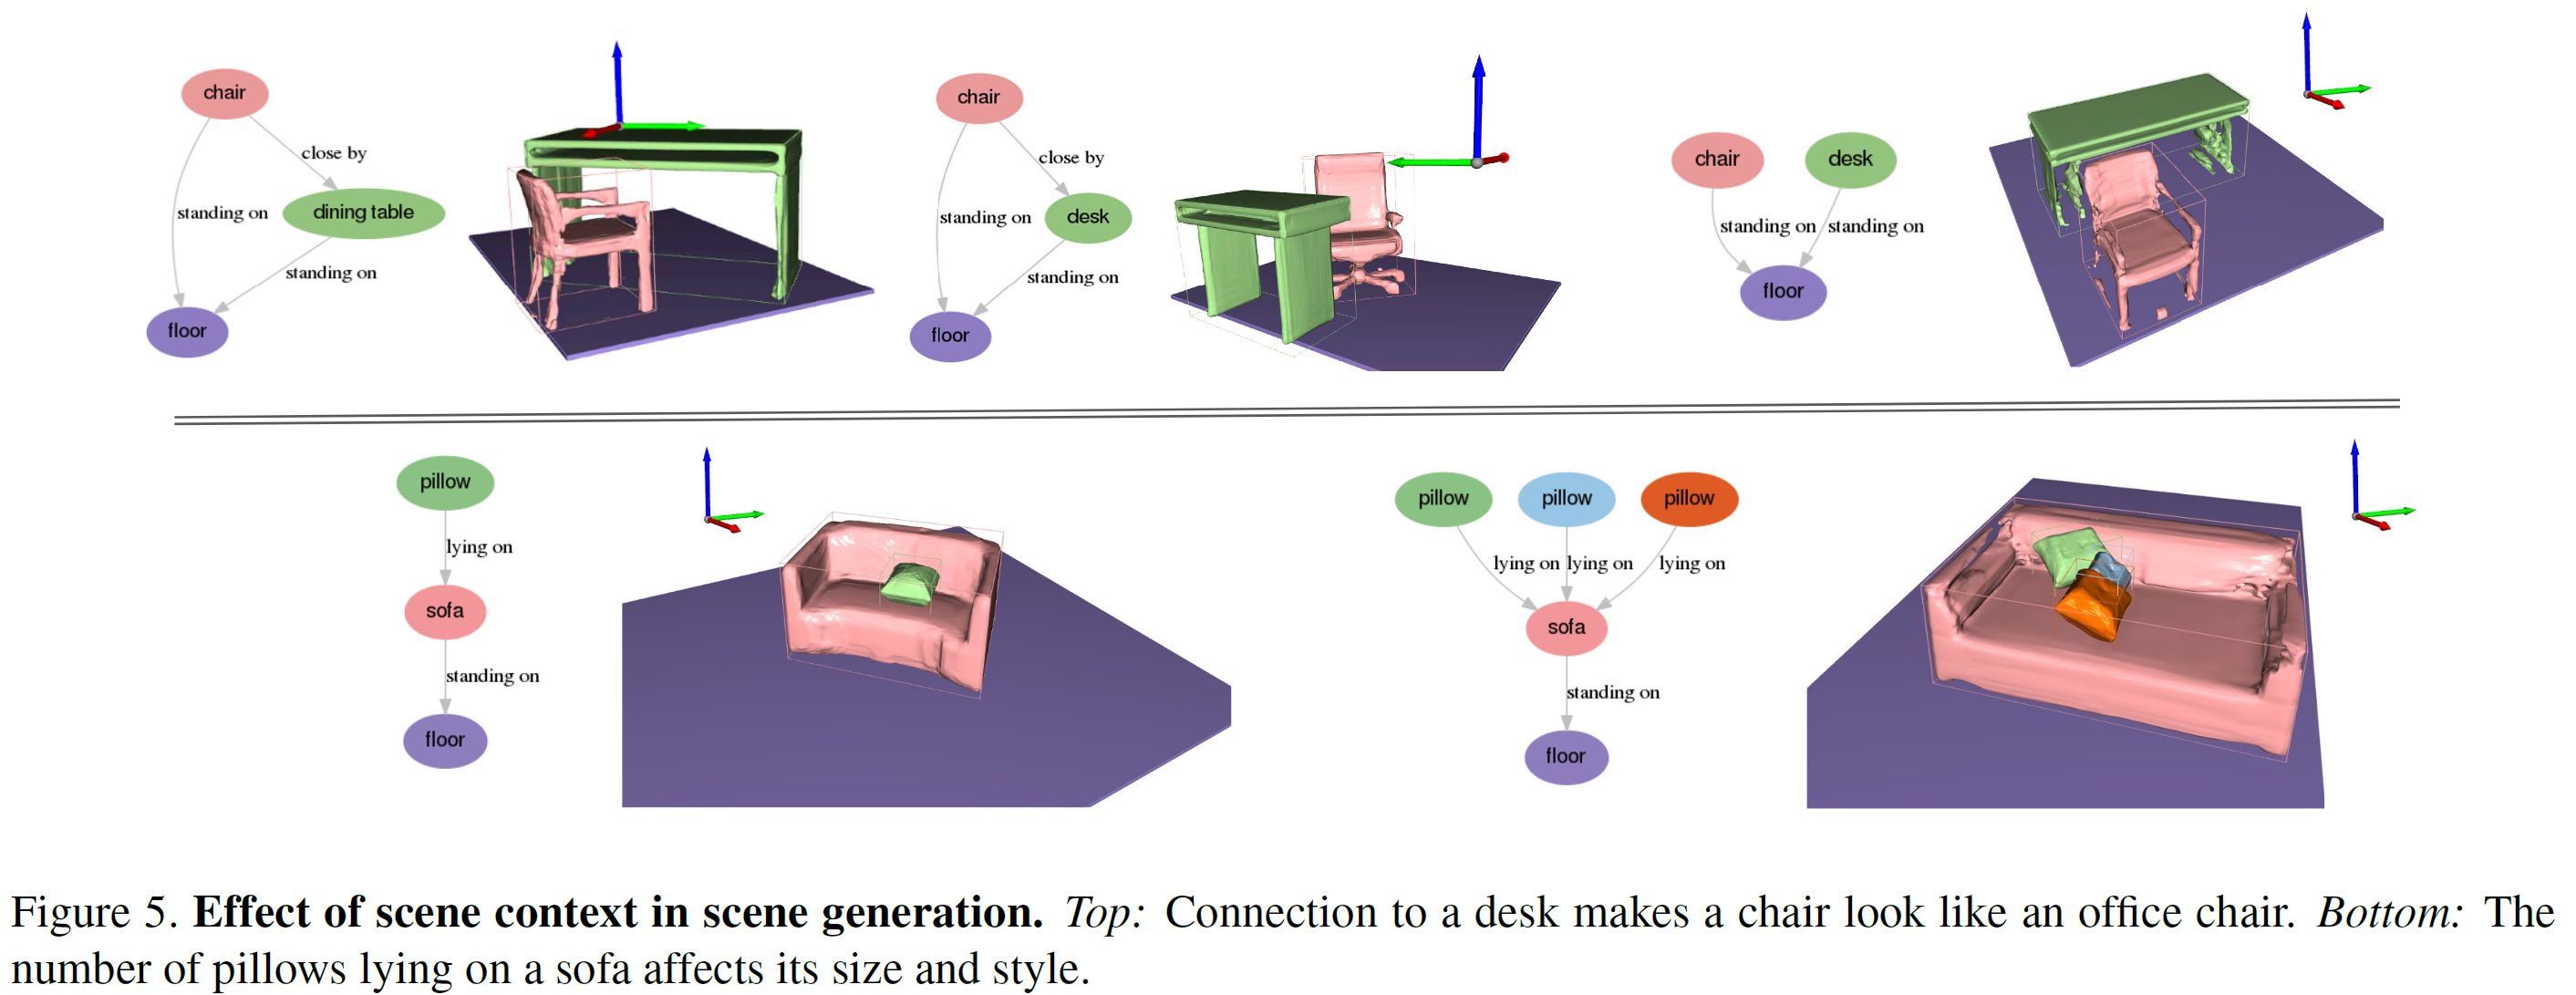 chair
close by
standing on
dining table
standing on
floor
chair
close by
standing on
desk
standing on
floor
chair
desk
standing on
standing on
floor
pillow
lying on
sofa
standing on
floor
pillow
pillow
pillow
lying on
lying on
lying on
sofa
standing on
floor
Figure 5. Effect of scene context in scene generation. Top: Connection to a desk makes a chair look like an office chair. Bottom: The
number of pillows lying on a sofa affects its size and style.